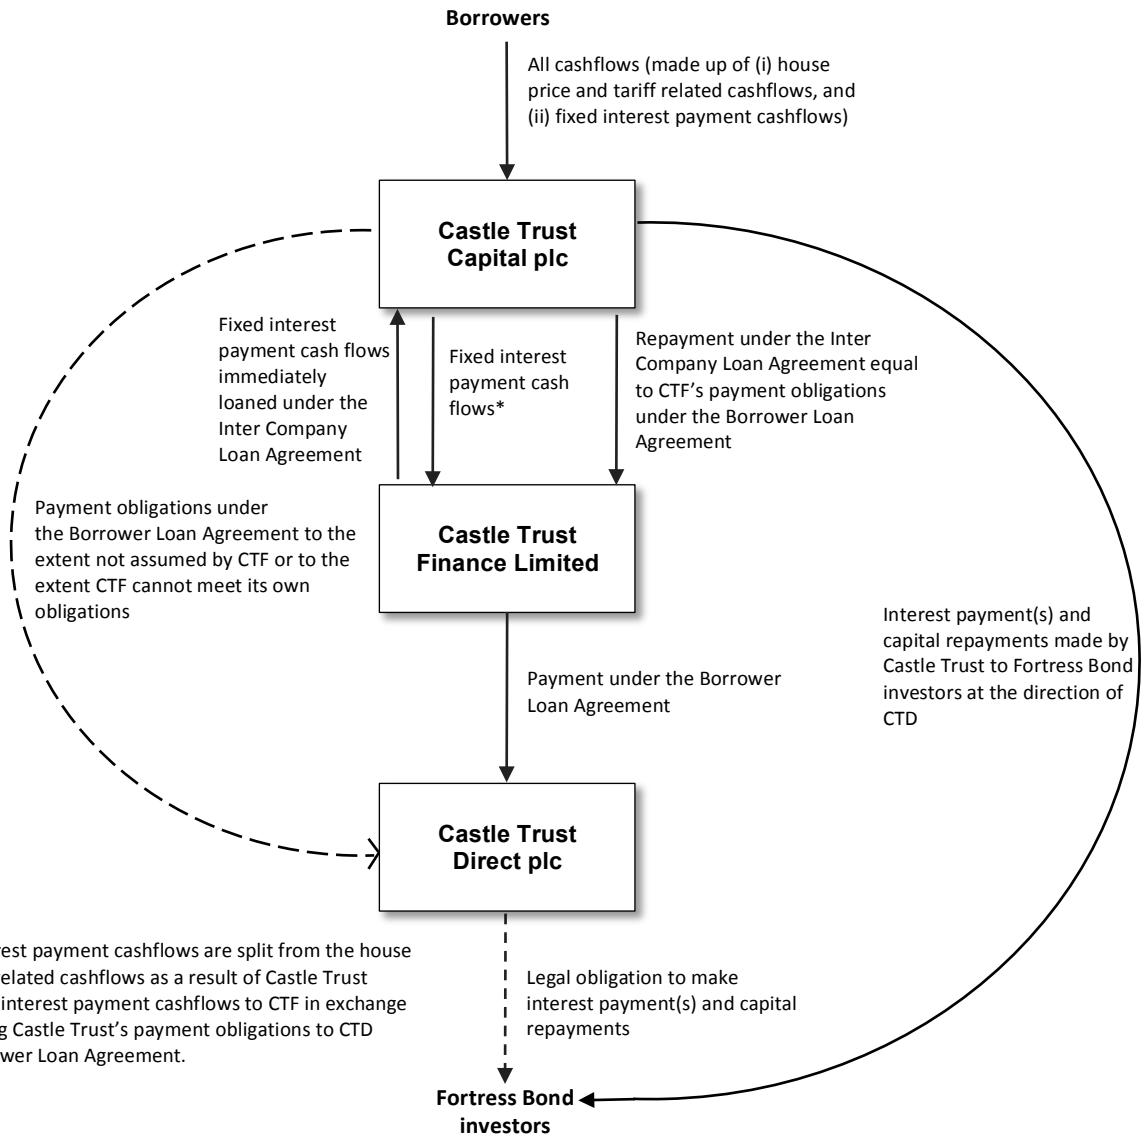 Borrowers
All cashflows (made up of (i) house
price and tariff related cashflows, and
(ii) fixed interest payment cashflows)
Castle Trust
Capital plc
Fixed interest
payment cash flows
immediately
loaned under the
Inter Company
Loan Agreement
Fixed interest
payment cash
flows*
Repayment under the Inter
Company Loan Agreement equal
to CTF’s payment obligations
under the Borrower Loan
Agreement
Payment obligations under
the Borrower Loan Agreement to the
extent not assumed by CTF or to the
extent CTF cannot meet its own
obligations
Castle Trust
Finance Limited
Interest payment(s) and
capital repayments made by
Castle Trust to Fortress Bond
investors at the direction of
CTD
Payment under the Borrower
Loan Agreement
Castle Trust
Direct plc
payment cashflows are split from the house
cashflows as a result of Castle Trust
interest payment cashflows to CTF in exchange
Castle Trust’s payment obligations to CTD
Loan Agreement.
Legal obligation to make
interest payment(s) and capital
repayments
Fortress Bond
investors